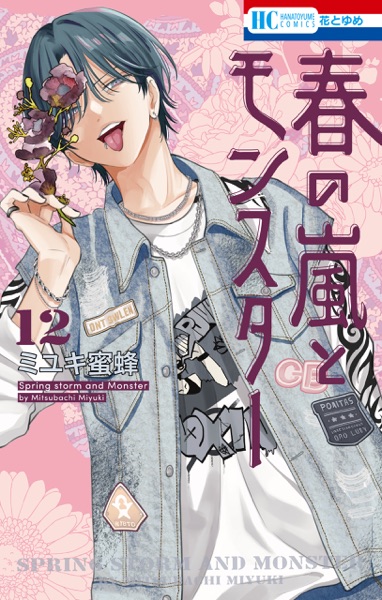 HC
HANATOYUME
COMICS
花とゆめ
春の嵐と
モンスター
12
ミユキ蜜蜂
Spring storm and Monster
by Mitsubachi Miyuki
PONITAS
SPRING STORM AND MONSTER